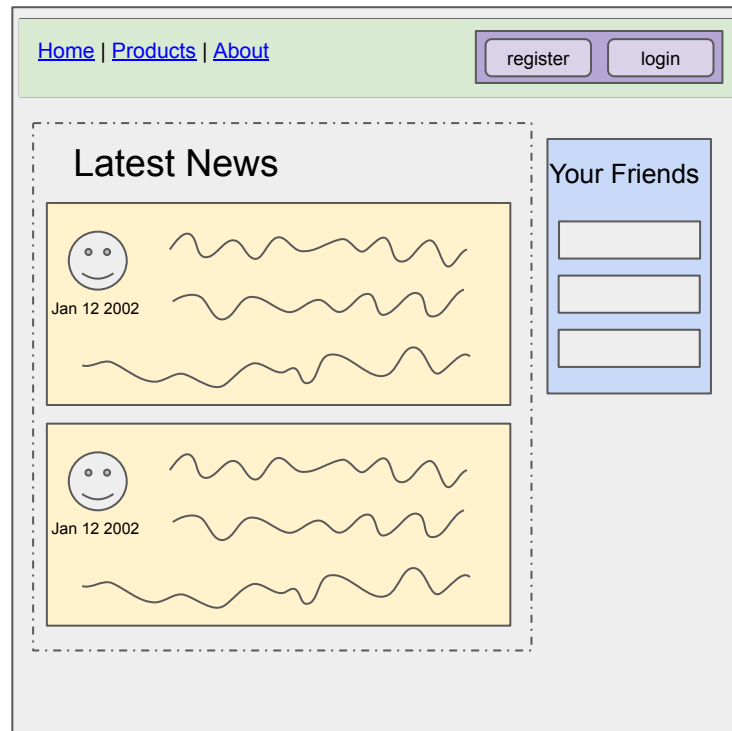 Home | Products | About
register
login
Latest News
Your Friends
Jan 12 2002
Jan 12 2002